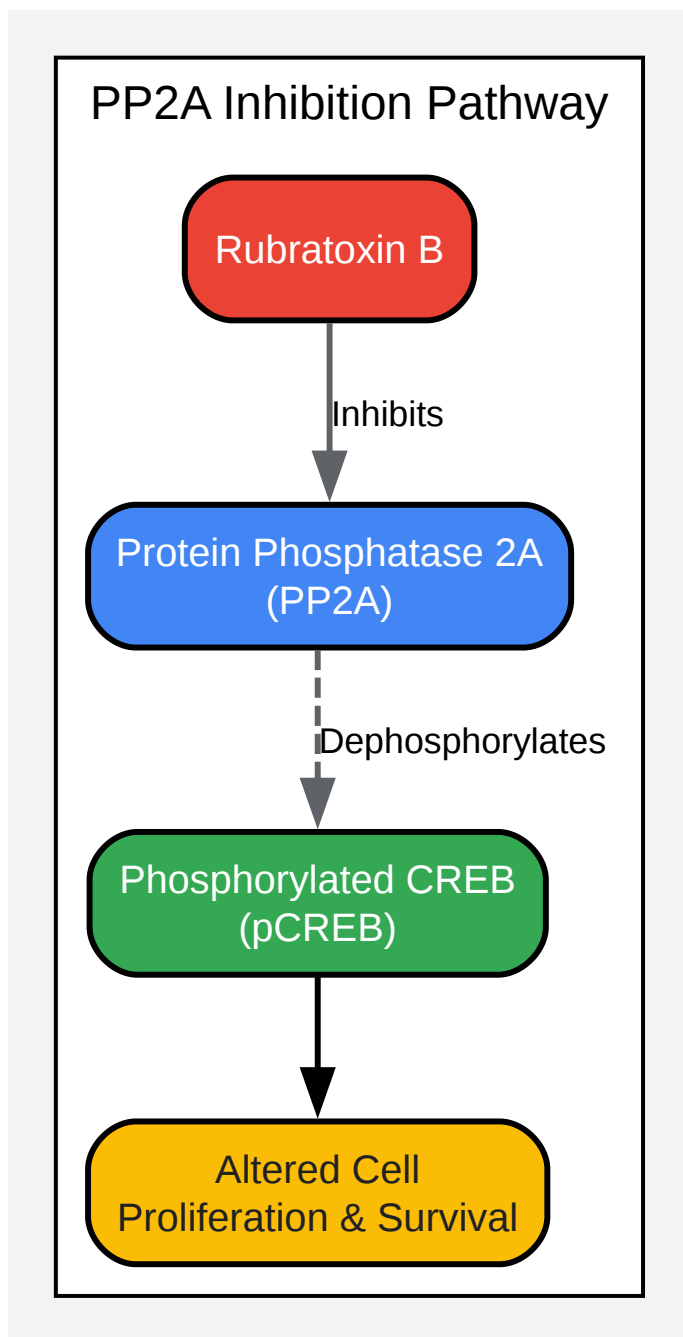 PP2A Inhibition Pathway
Rubratoxin B
Inhibits
Protein Phosphatase 2A
(PP2A)
Dephosphorylates
Phosphorylated CREB
(pCREB)
Altered Cell
Proliferation & Survival